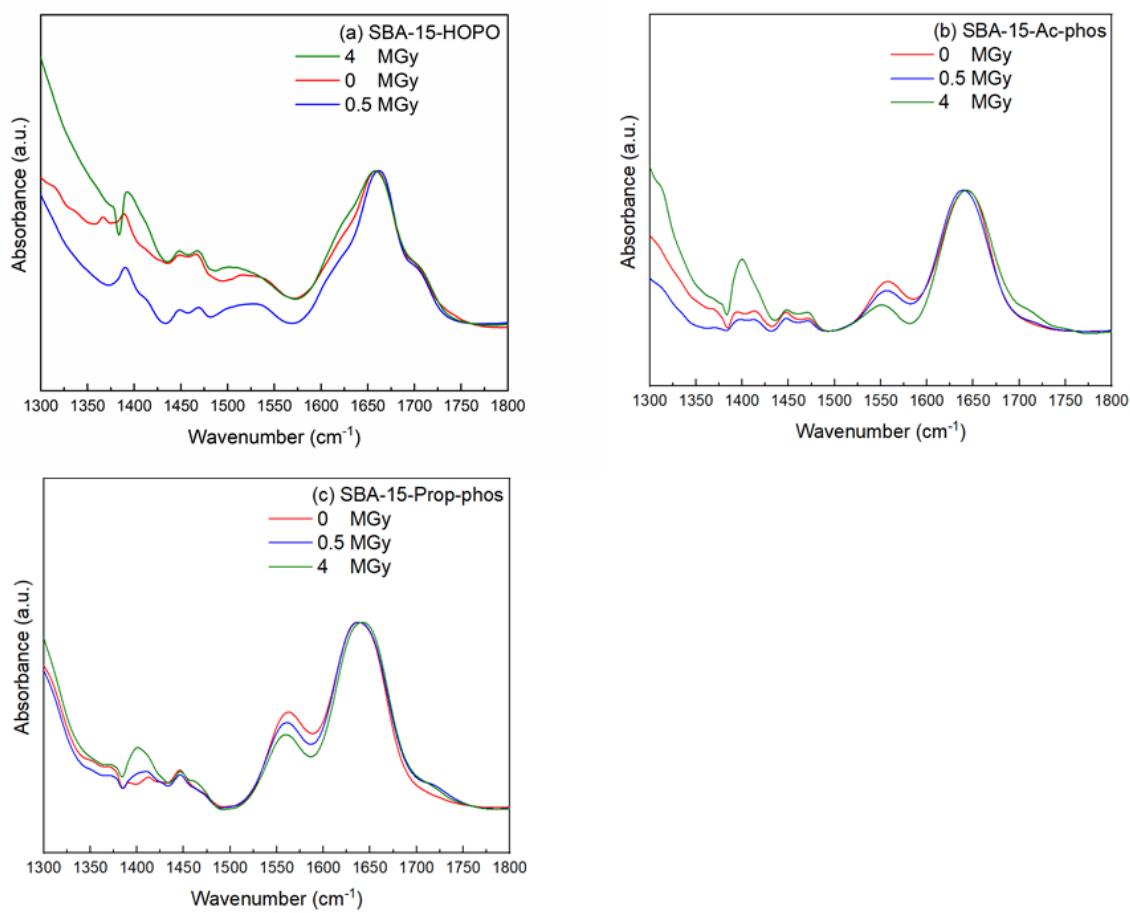 (a) SBA-15-HOPO
4 MGy
0 MGy
0.5 MGy
Absorbance (a.u.)
1300 1350 1400 1450 1500 1550 1600 1650 1700 1750 1800
Wavenumber (cm⁻¹)
(b) SBA-15-Ac-phos
0 MGy
0.5 MGy
4 MGy
Absorbance (a.u.)
1300 1350 1400 1450 1500 1550 1600 1650 1700 1750 1800
Wavenumber (cm⁻¹)
(c) SBA-15-Prop-phos
0 MGy
0.5 MGy
4 MGy
Absorbance (a.u.)
1300 1350 1400 1450 1500 1550 1600 1650 1700 1750 1800
Wavenumber (cm⁻¹)